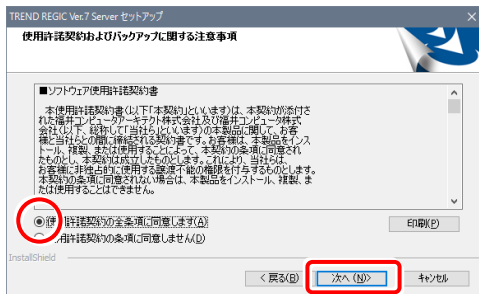 TREND REGIC Ver.7 Server セットアップ
使用許諾契約およびバックアップに関する注意事項
■ソフトウェア使用許諾契約書
本使用許諾契約書(以下「本契約」といいます)は、本契約が添付さ
れた福井コンピュータアーキテクト株式会社及び福井コンピュータ株式
会社(以下、総称して「当社ら」といいます)の本製品に関して、お客
様と当社らとの間に締結される契約書です。お客様は、本製品をインス
トール、複製、または使用することによって、本契約の条項に同意され
たものとし、本契約は成立したものとします。これにより、当社らは、
お客様に非独占的に使用する譲渡不能の権限を付与するものとします。
本契約の条項に同意されない場合は、本製品をインストール、複製、ま
たは使用することはできません。
使用許諾契約の全条項に同意します(A)
用許諾契約の条項に同意しません(D)
印刷(P)
InstallShield
< 戻る(B)
次へ (N)>
キャンセル